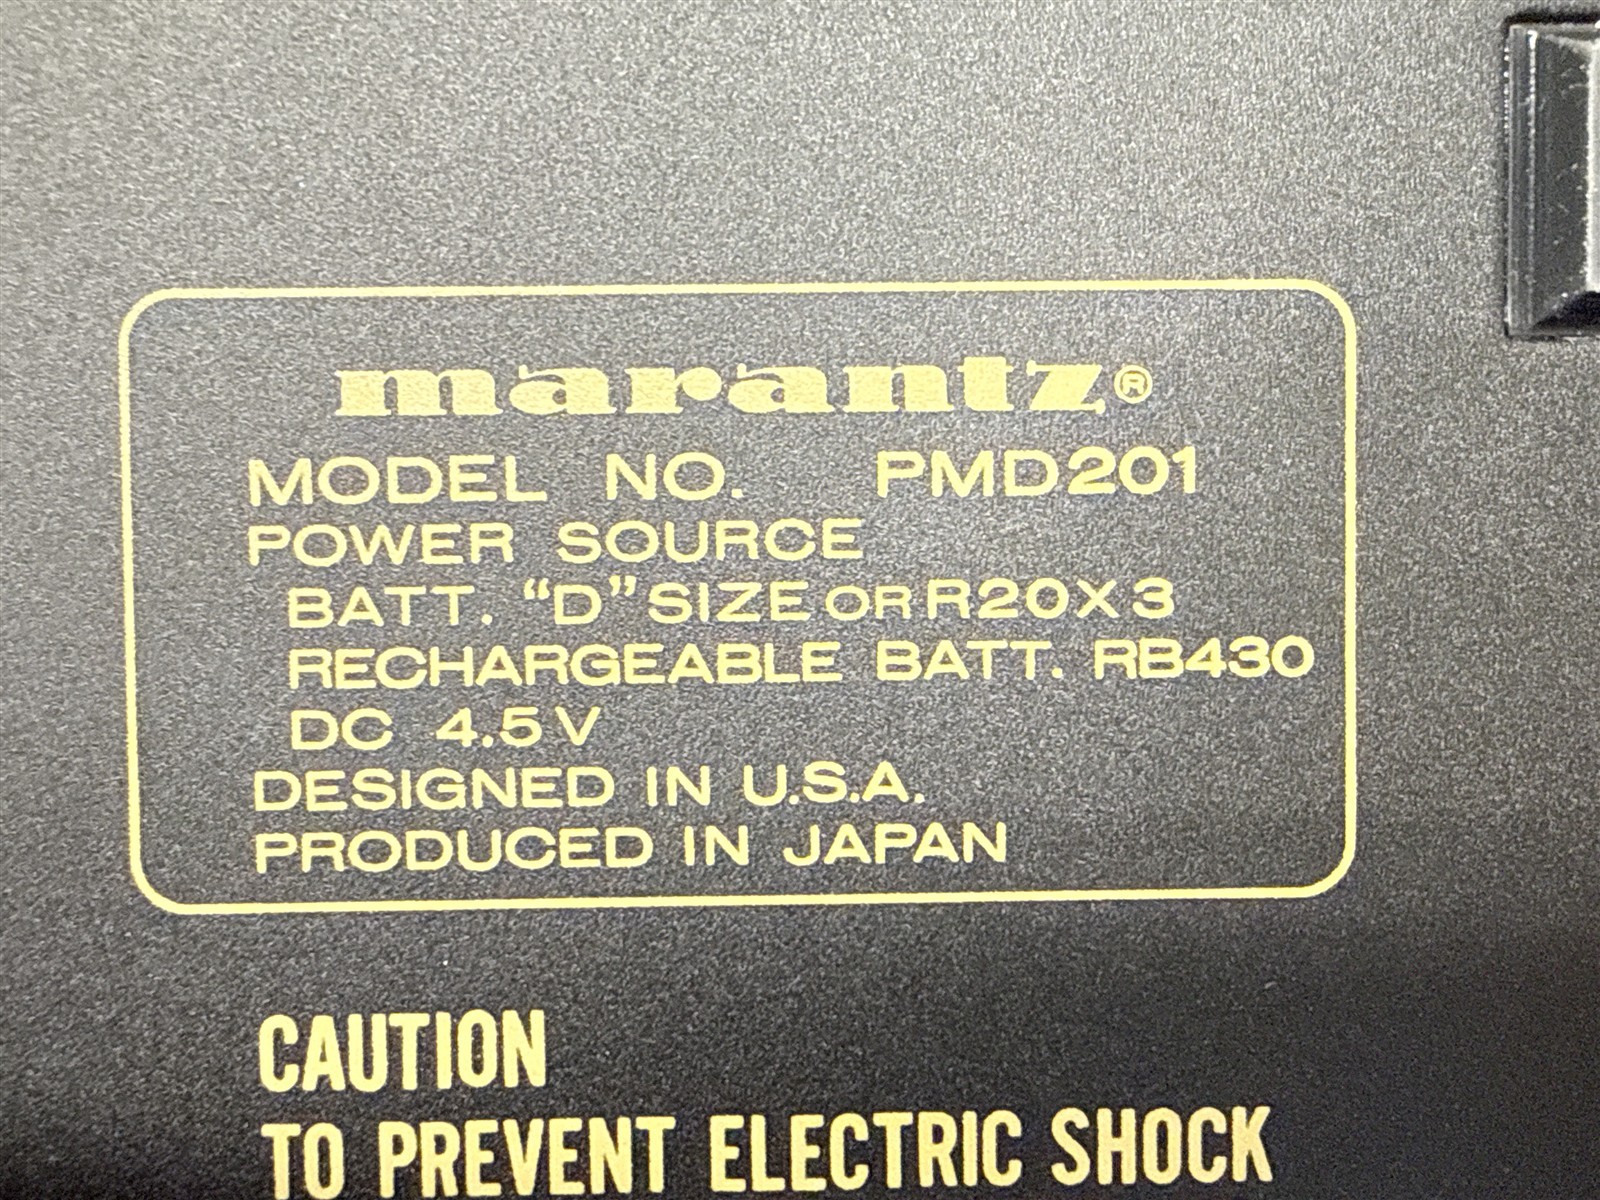 marantz®
MODEL NO. PMD201
POWER SOURCE
BATT. “D” SIZE OR R20X3
RECHARGEABLE BATT. RB430
DC 4.5V
DESIGNED IN U.S.A.
PRODUCED IN JAPAN
CAUTION
TO PREVENT ELECTRIC SHOCK